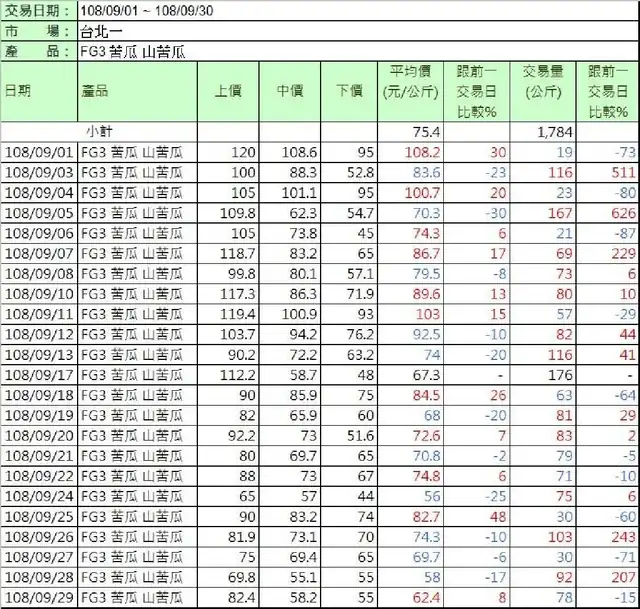 交易日期： 108/09/01 ~ 108/09/30
市　場： 台北一
產　品： FG3 苦瓜 山苦瓜
日期 產品 上價 中價 下價 平均價(元/公斤) 跟前一交易日比較% 交易量(公斤) 跟前一交易日比較%
小計 75.4 1,784
108/09/01 FG3 苦瓜 山苦瓜 120 108.6 95 108.2 30 19 -73
108/09/03 FG3 苦瓜 山苦瓜 100 88.3 52.8 83.6 -23 116 511
108/09/04 FG3 苦瓜 山苦瓜 105 101.1 95 100.7 20 23 -80
108/09/05 FG3 苦瓜 山苦瓜 109.8 62.3 54.7 70.3 -30 167 626
108/09/06 FG3 苦瓜 山苦瓜 105 73.8 45 74.3 6 21 -87
108/09/07 FG3 苦瓜 山苦瓜 118.7 83.2 65 86.7 17 69 229
108/09/08 FG3 苦瓜 山苦瓜 99.8 80.1 57.1 79.5 -8 73 6
108/09/10 FG3 苦瓜 山苦瓜 117.3 86.3 71.9 89.6 13 80 10
108/09/11 FG3 苦瓜 山苦瓜 119.4 100.9 93 103 15 57 -29
108/09/12 FG3 苦瓜 山苦瓜 103.7 94.2 76.2 92.5 -10 82 44
108/09/13 FG3 苦瓜 山苦瓜 90.2 72.2 63.2 74 -20 116 41
108/09/17 FG3 苦瓜 山苦瓜 112.2 58.7 48 67.3 - 176 -
108/09/18 FG3 苦瓜 山苦瓜 90 85.9 75 84.5 26 63 -64
108/09/19 FG3 苦瓜 山苦瓜 82 65.9 60 68 -20 81 29
108/09/20 FG3 苦瓜 山苦瓜 92.2 73 51.6 72.6 7 83 2
108/09/21 FG3 苦瓜 山苦瓜 80 69.7 65 70.8 -2 79 -5
108/09/22 FG3 苦瓜 山苦瓜 88 73 67 74.8 6 71 -10
108/09/24 FG3 苦瓜 山苦瓜 65 57 44 56 -25 75 6
108/09/25 FG3 苦瓜 山苦瓜 90 83.2 74 82.7 48 30 -60
108/09/26 FG3 苦瓜 山苦瓜 81.9 73.1 70 74.3 -10 103 243
108/09/27 FG3 苦瓜 山苦瓜 75 69.4 65 69.7 -6 30 -71
108/09/28 FG3 苦瓜 山苦瓜 69.8 55.1 55 58 -17 92 207
108/09/29 FG3 苦瓜 山苦瓜 82.4 58.2 55 62.4 8 78 -15